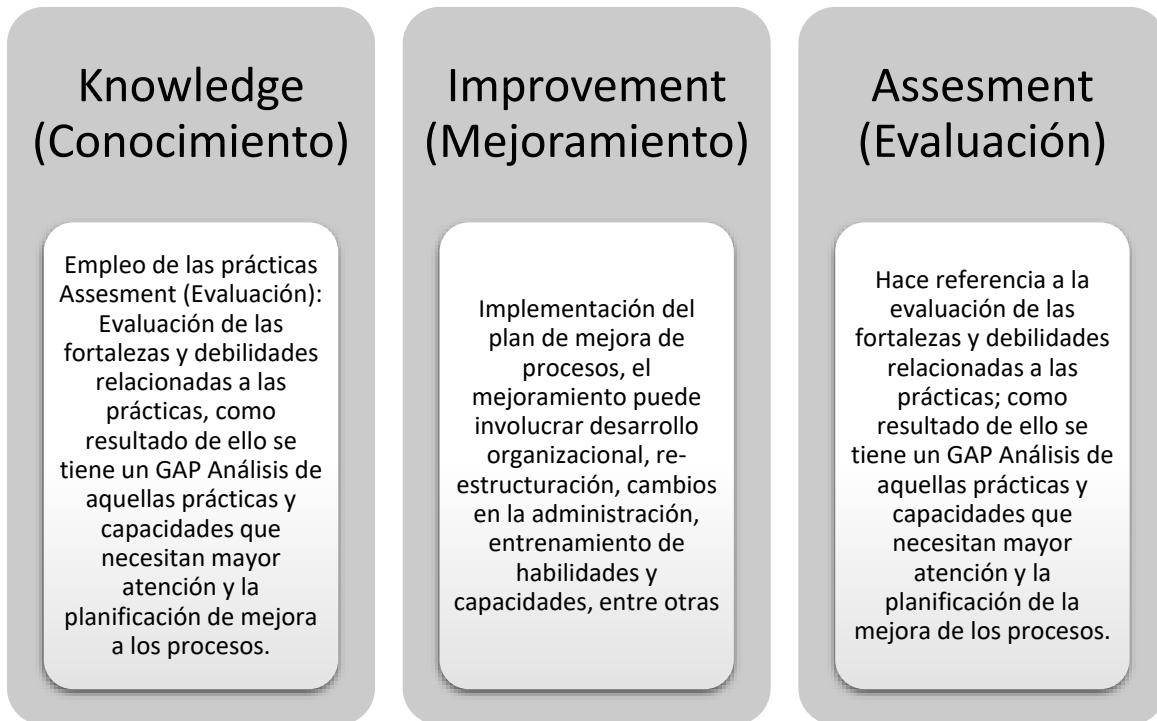 Knowledge
(Conocimiento)
Empleo de las prácticas
Assesment (Evaluación):
Evaluación de las
fortalezas y debilidades
relacionadas a las
prácticas, como
resultado de ello se
tiene un GAP Análisis de
aquellas prácticas y
capacidades que
necesitan mayor
atención y la
planificación de mejora
a los procesos.
Improvement
(Mejoramiento)
Implementación del
plan de mejora de
procesos, el
mejoramiento puede
involucrar desarrollo
organizacional, re-
estructuración, cambios
en la administración,
entrenamiento de
habilidades y
capacidades, entre otras
Assesment
(Evaluación)
Hace referencia a la
evaluación de las
fortalezas y debilidades
relacionadas a las
prácticas; como
resultado de ello se
tiene un GAP Análisis de
aquellas prácticas y
capacidades que
necesitan mayor
atención y la
planificación de la
mejora de los procesos.